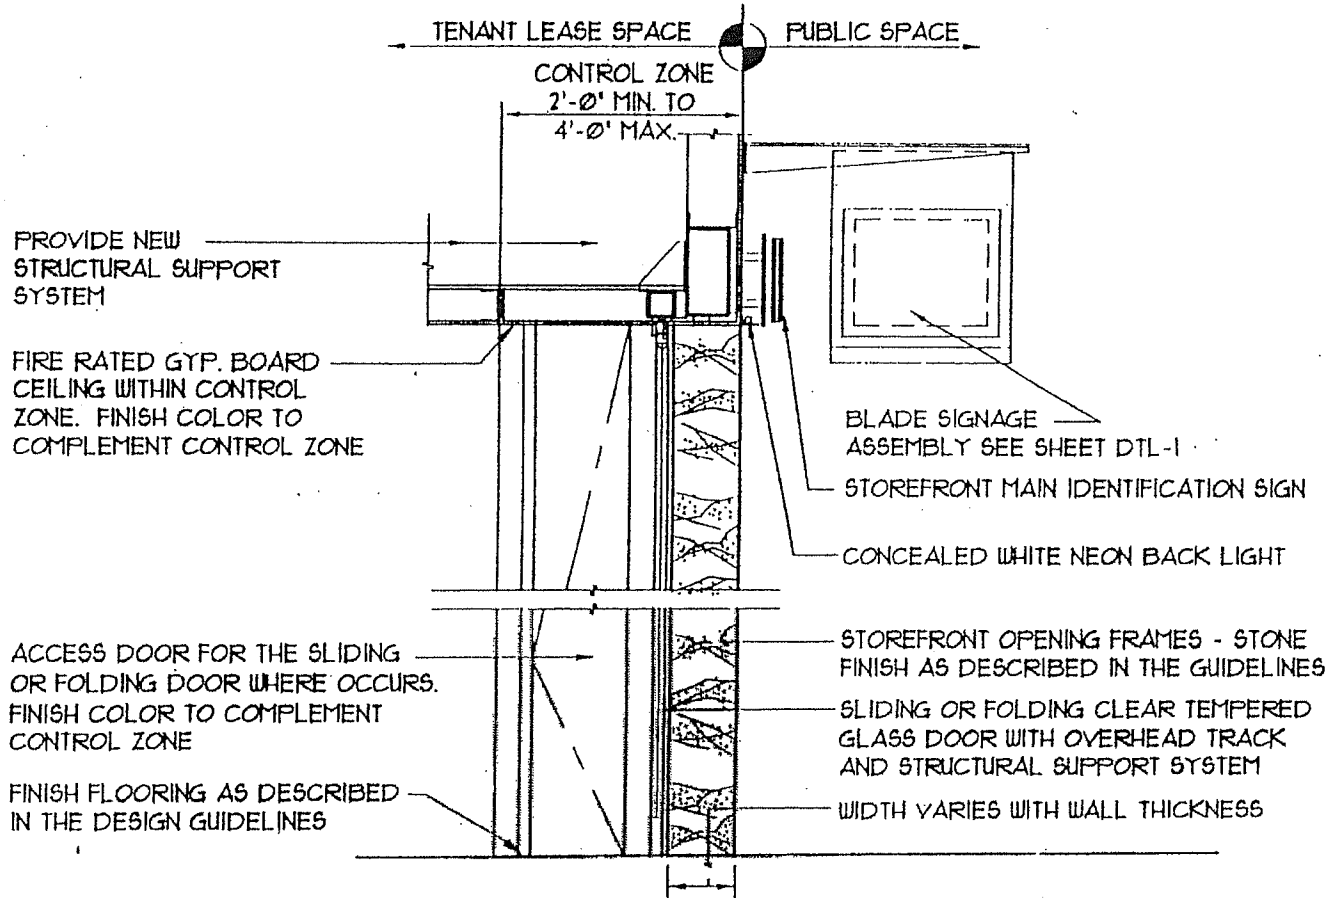 TENANT LEASE SPACE
PUBLIC SPACE
CONTROL ZONE
2'-0' MIN. TO
4'-0' MAX.
PROVIDE NEW
STRUCTURAL SUPPORT
SYSTEM
FIRE RATED GYP. BOARD
CEILING WITHIN CONTROL
ZONE. FINISH COLOR TO
COMPLEMENT CONTROL ZONE
BLADE SIGNAGE
ASSEMBLY SEE SHEET DTL-1
STOREFRONT MAIN IDENTIFICATION SIGN
CONCEALED WHITE NEON BACK LIGHT
ACCESS DOOR FOR THE SLIDING
OR FOLDING DOOR WHERE OCCURS.
FINISH COLOR TO COMPLEMENT
CONTROL ZONE
FINISH FLOORING AS DESCRIBED
IN THE DESIGN GUIDELINES
STOREFRONT OPENING FRAMES - STONE
FINISH AS DESCRIBED IN THE GUIDELINES
SLIDING OR FOLDING CLEAR TEMPERED
GLASS DOOR WITH OVERHEAD TRACK
AND STRUCTURAL SUPPORT SYSTEM
WIDTH VARIES WITH WALL THICKNESS